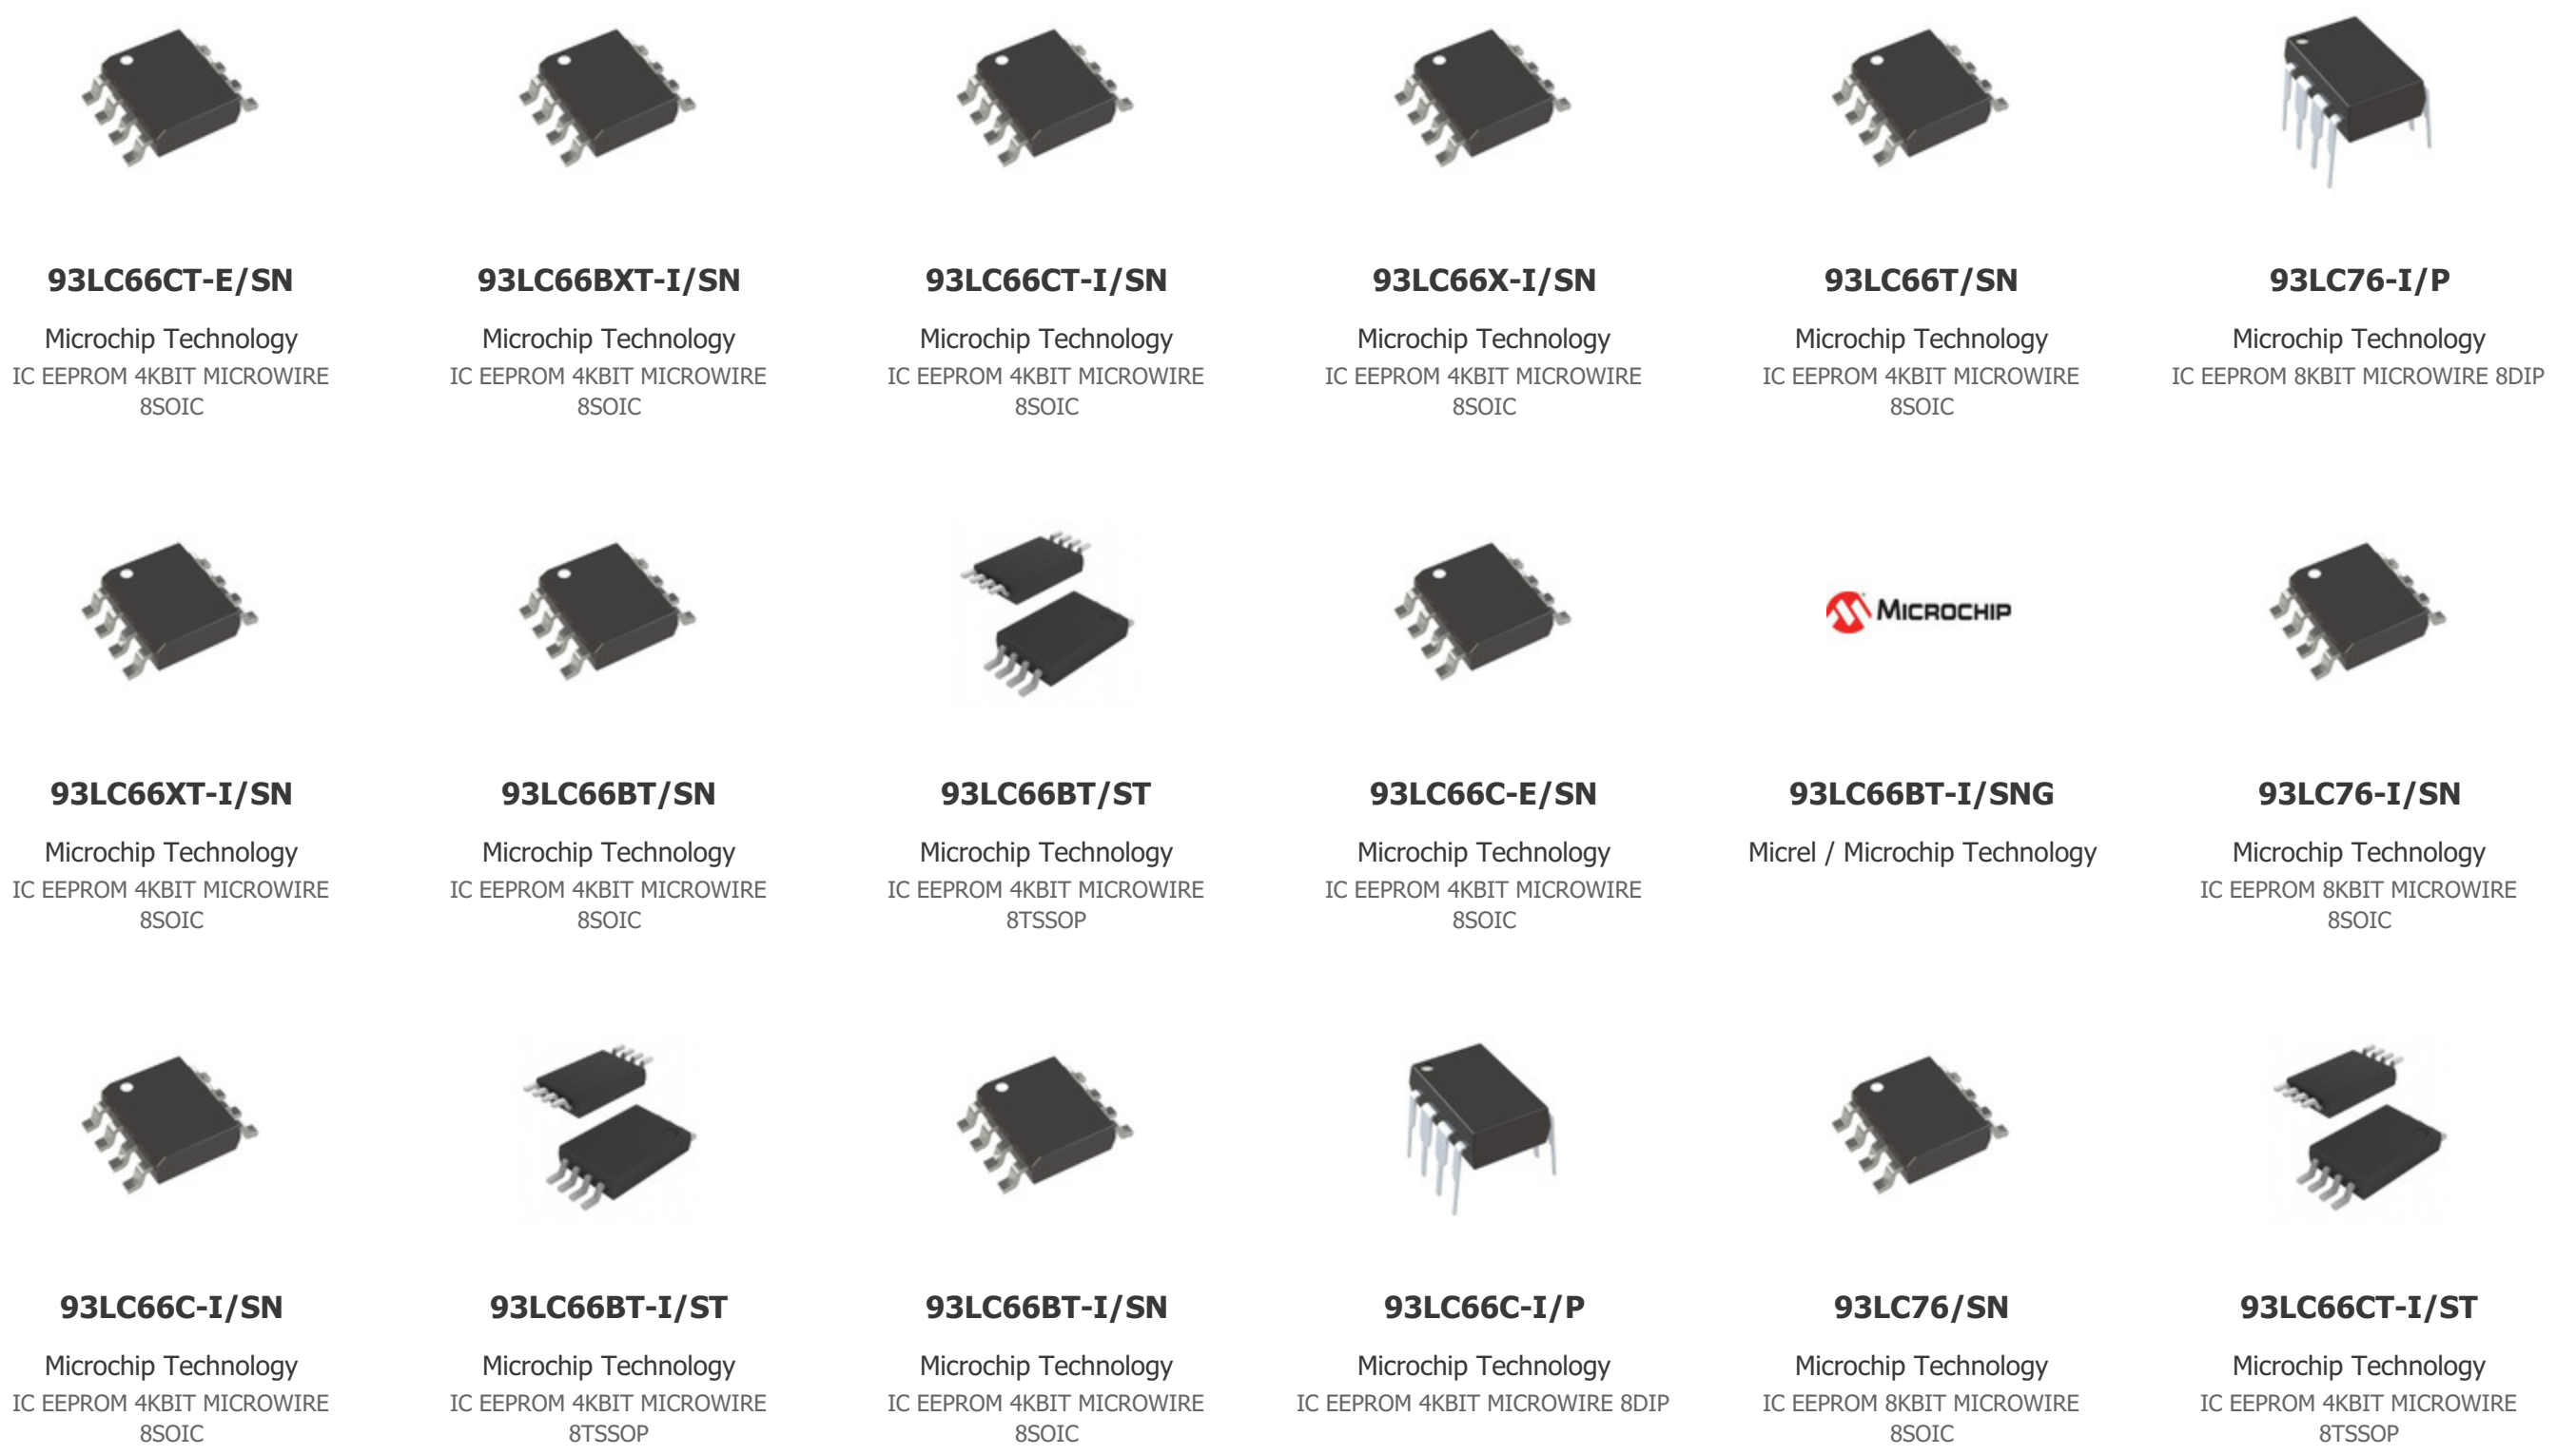 93LC66CT-E/SN
Microchip Technology
IC EEPROM 4KBIT MICROWIRE
8SOIC
93LC66BXT-I/SN
Microchip Technology
IC EEPROM 4KBIT MICROWIRE
8SOIC
93LC66CT-I/SN
Microchip Technology
IC EEPROM 4KBIT MICROWIRE
8SOIC
93LC66X-I/SN
Microchip Technology
IC EEPROM 4KBIT MICROWIRE
8SOIC
93LC66T/SN
Microchip Technology
IC EEPROM 4KBIT MICROWIRE
8SOIC
93LC76-I/P
Microchip Technology
IC EEPROM 8KBIT MICROWIRE 8DIP
93LC66XT-I/SN
Microchip Technology
IC EEPROM 4KBIT MICROWIRE
8SOIC
93LC66BT/SN
Microchip Technology
IC EEPROM 4KBIT MICROWIRE
8SOIC
93LC66BT/ST
Microchip Technology
IC EEPROM 4KBIT MICROWIRE
8TSSOP
93LC66C-E/SN
Microchip Technology
IC EEPROM 4KBIT MICROWIRE
8SOIC
MICROCHIP
93LC66BT-I/SNG
Micrel / Microchip Technology
93LC76-I/SN
Microchip Technology
IC EEPROM 8KBIT MICROWIRE
8SOIC
93LC66C-I/SN
Microchip Technology
IC EEPROM 4KBIT MICROWIRE
8SOIC
93LC66BT-I/ST
Microchip Technology
IC EEPROM 4KBIT MICROWIRE
8TSSOP
93LC66BT-I/SN
Microchip Technology
IC EEPROM 4KBIT MICROWIRE
8SOIC
93LC66C-I/P
Microchip Technology
IC EEPROM 4KBIT MICROWIRE 8DIP
93LC76/SN
Microchip Technology
IC EEPROM 8KBIT MICROWIRE
8SOIC
93LC66CT-I/ST
Microchip Technology
IC EEPROM 4KBIT MICROWIRE
8TSSOP